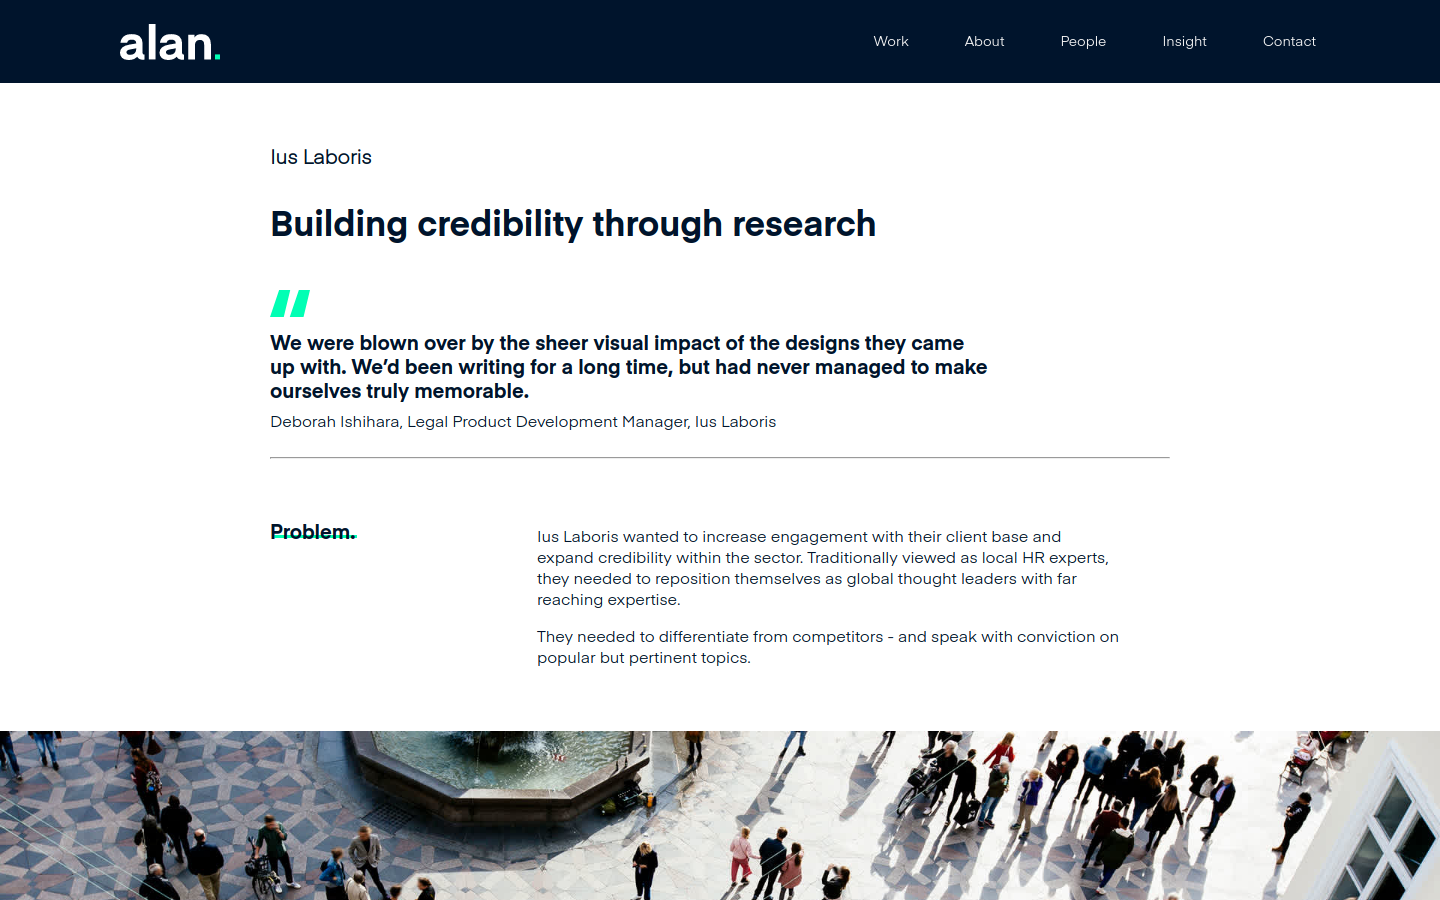 alan.
Work
About
People
Insight
Contact
Ius Laboris
Building credibility through research
We were blown over by the sheer visual impact of the designs they came
up with. We’d been writing for a long time, but had never managed to make
ourselves truly memorable.
Deborah Ishihara, Legal Product Development Manager, Ius Laboris
Problem.
Ius Laboris wanted to increase engagement with their client base and
expand credibility within the sector. Traditionally viewed as local HR experts,
they needed to reposition themselves as global thought leaders with far
reaching expertise.
They needed to differentiate from competitors - and speak with conviction on
popular but pertinent topics.